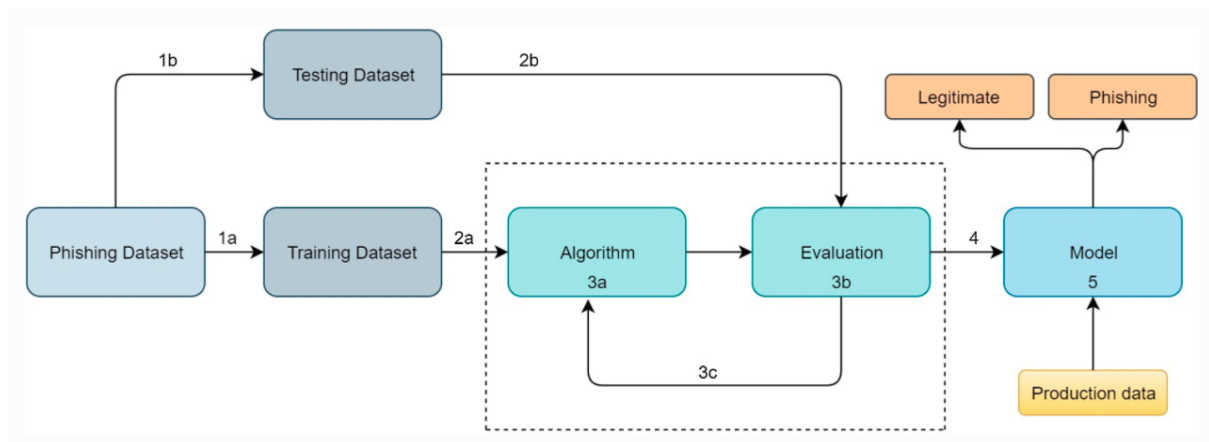 1b
Testing Dataset
2b
Legitimate
Phishing
Phishing Dataset
1a
Training Dataset
2a
Algorithm
3a
Evaluation
3b
4
Model
5
3c
Production data